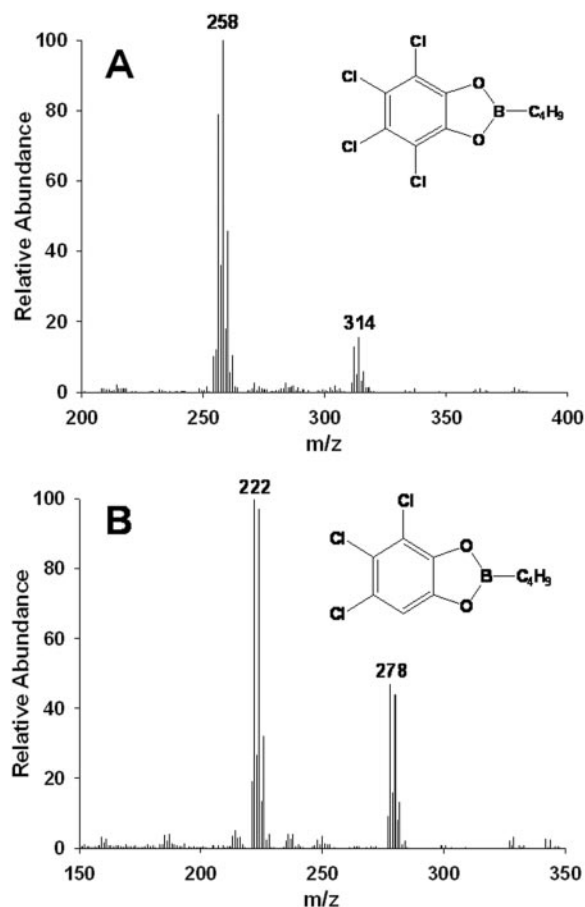 A
Relative Abundance
100
80
60
40
20
0
258
314
200
250
300
350
400
m/z
Cl
Cl
Cl
Cl
O
O
B
C4H9
B
Relative Abundance
100
80
60
40
20
0
222
278
150
200
250
300
350
m/z
Cl
Cl
Cl
O
O
B
C4H9